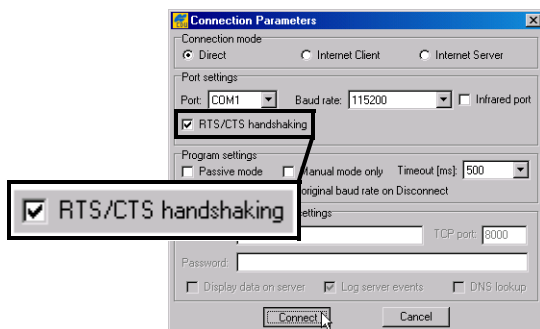 Connection Parameters
Connection mode
Direct Internet Client Internet Server
Port settings
Port: COM1 Baud rate: 115200 Infrared port
RTS/CTS handshaking
Program settings
Passive mode Manual mode only Timeout [ms]: 500
RTS/CTS handshaking
original baud rate on Disconnect
settings
TCP port: 8000
Password:
Display data on server Log server events DNS lookup
Connect Cancel